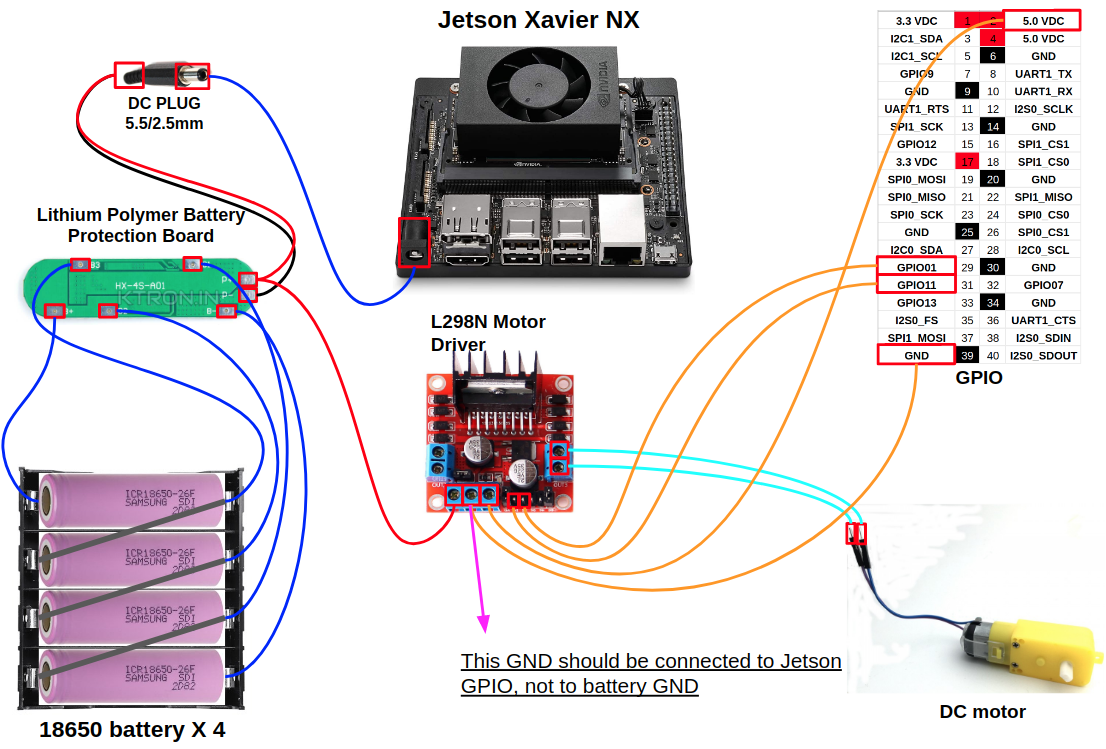 Jetson Xavier NX
DC PLUG
5.5/2.5mm
NVIDIA
NVIDIA
Lithium Polymer Battery
Protection Board
HX-4S-A01
KTRON.IN
P+
P-
B-
L298N Motor
Driver
3.3 VDC 1 2 5.0 VDC
I2C1_SDA 3 4 5.0 VDC
I2C1_SCL 5 6 GND
GPIO9 7 8 UART1_TX
GND 9 10 UART1_RX
UART1_RTS 11 12 I2S0_SCLK
SPI1_SCK 13 14 GND
GPIO12 15 16 SPI1_CS1
3.3 VDC 17 18 SPI1_CS0
SPI0_MOSI 19 20 GND
SPI0_MISO 21 22 SPI1_MISO
SPI0_SCK 23 24 SPI0_CS0
GND 25 26 SPI0_CS1
I2C0_SDA 27 28 I2C0_SCL
GPIO01 29 30 GND
GPIO11 31 32 GPIO07
GPIO13 33 34 GND
I2S0_FS 35 36 UART1_CTS
SPI1_MOSI 37 38 I2S0_SDIN
GND 39 40 I2S0_SDOUT
GPIO
ICR18650-26F
SAMSUNG SDI
2D82
ICR18650-26F
SAMSUNG SDI
ICR18650-26F
SAMSUNG SDI
ICR18650-26F
SAMSUNG SDI
2D82
18650 battery X 4
This GND should be connected to Jetson
GPIO, not to battery GND
DC motor